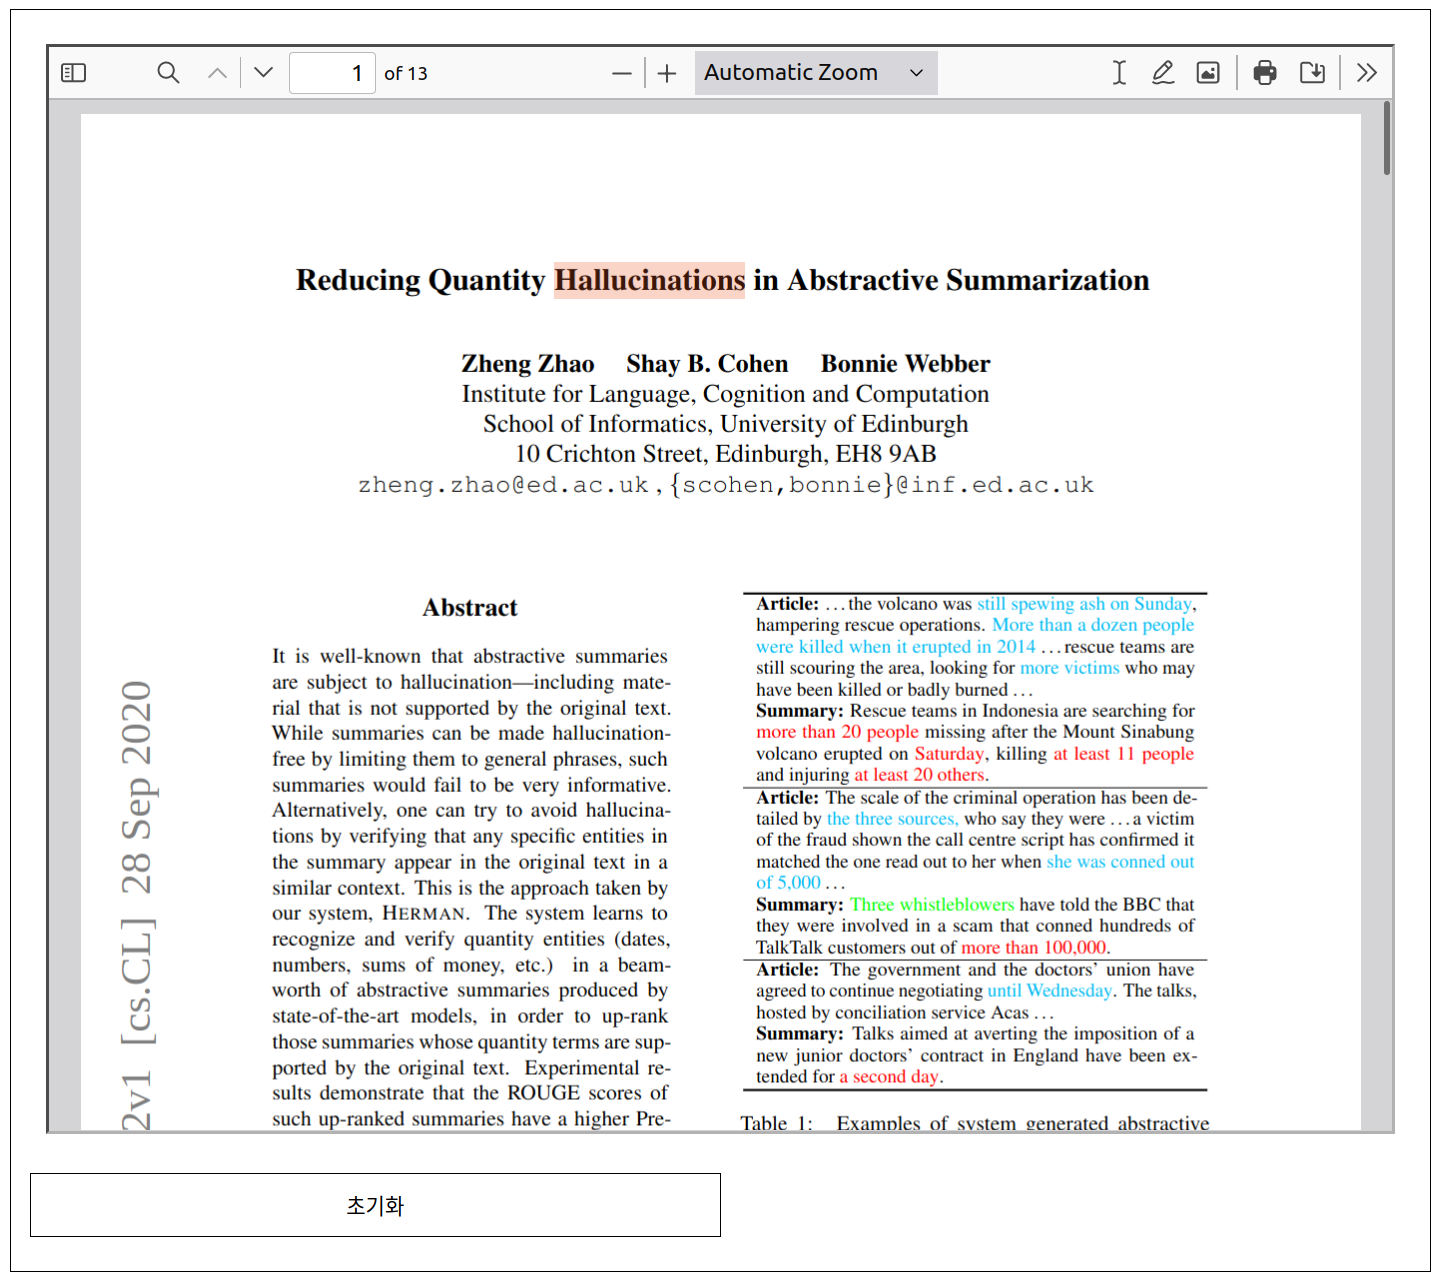 1 of 13 Automatic Zoom
Reducing Quantity Hallucinations in Abstractive Summarization
Zheng Zhao Shay B. Cohen Bonnie Webber
Institute for Language, Cognition and Computation
School of Informatics, University of Edinburgh
10 Crichton Street, Edinburgh, EH8 9AB
zheng.zhao@ed.ac.uk ,{scohen,bonnie}@inf.ed.ac.uk
2v1 [cs.CL] 28 Sep 2020
Abstract
It is well-known that abstractive summaries
are subject to hallucination—including mate-
rial that is not supported by the original text.
While summaries can be made hallucination-
free by limiting them to general phrases, such
summaries would fail to be very informative.
Alternatively, one can try to avoid hallucina-
tions by verifying that any specific entities in
the summary appear in the original text in a
similar context. This is the approach taken by
our system, HERMAN. The system learns to
recognize and verify quantity entities (dates,
numbers, sums of money, etc.) in a beam-
worth of abstractive summaries produced by
state-of-the-art models, in order to up-rank
those summaries whose quantity terms are sup-
ported by the original text. Experimental re-
sults demonstrate that the ROUGE scores of
such up-ranked summaries have a higher Pre-
Article: ...the volcano was still spewing ash on Sunday,
hampering rescue operations. More than a dozen people
were killed when it erupted in 2014 ...rescue teams are
still scouring the area, looking for more victims who may
have been killed or badly burned ...
Summary: Rescue teams in Indonesia are searching for
more than 20 people missing after the Mount Sinabung
volcano erupted on Saturday, killing at least 11 people
and injuring at least 20 others.
Article: The scale of the criminal operation has been de-
tailed by the three sources, who say they were ...a victim
of the fraud shown the call centre script has confirmed it
matched the one read out to her when she was conned out
of 5,000 ...
Summary: Three whistleblowers have told the BBC that
they were involved in a scam that conned hundreds of
TalkTalk customers out of more than 100,000.
Article: The government and the doctors' union have
agreed to continue negotiating until Wednesday. The talks,
hosted by conciliation service Acas ...
Summary: Talks aimed at averting the imposition of a
new junior doctors' contract in England have been ex-
tended for a second day.
Table 1: Examples of system generated abstractive
초기화